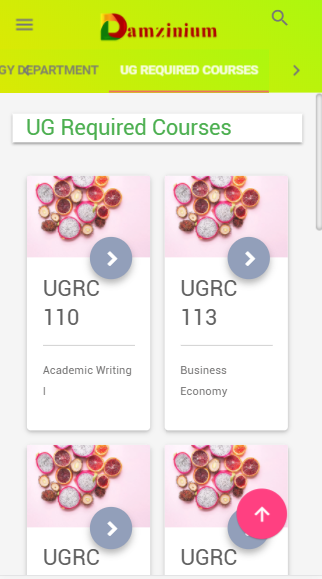 Damzinium
GY DEPARTMENT UG REQUIRED COURSES
UG Required Courses
UGRC
110
Academic Writing
I
UGRC
113
Business
Economy
UGRC
UGRC